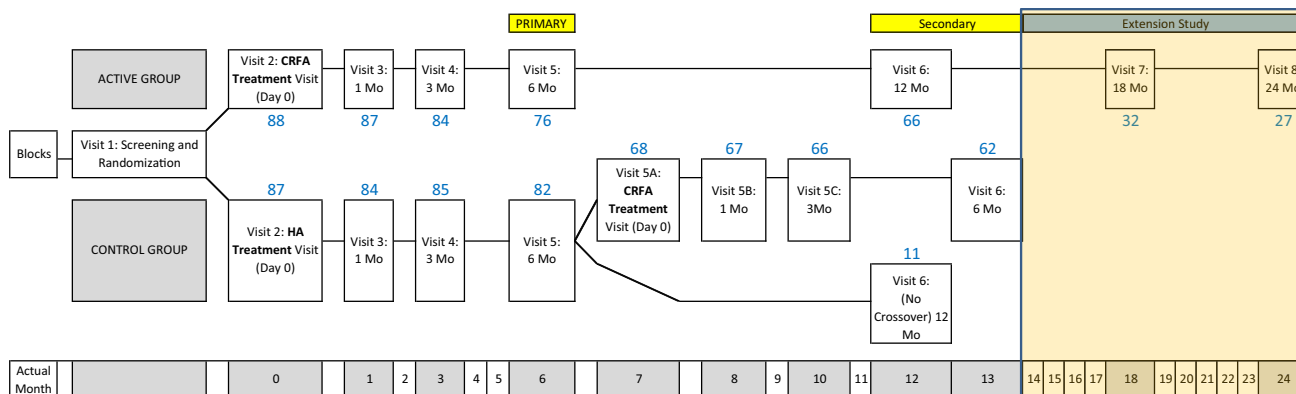 PRIMARY
Secondary
Extension Study
ACTIVE GROUP
Visit 2: CRFA
Treatment Visit
(Day 0)
Visit 3:
1 Mo
Visit 4:
3 Mo
Visit 5:
6 Mo
Visit 6:
12 Mo
Visit 7:
18 Mo
Visit 8
24 Mo
88
87
84
76
66
32
27
Blocks
Visit 1: Screening and
Randomization
68
67
66
62
Visit 5A:
CRFA
Treatment
Visit (Day 0)
Visit 5B:
1 Mo
Visit 5C:
3Mo
Visit 6:
6 Mo
87
84
85
82
CONTROL GROUP
Visit 2: HA
Treatment Visit
(Day 0)
Visit 3:
1 Mo
Visit 4:
3 Mo
Visit 5:
6 Mo
11
Visit 6:
(No
Crossover) 12
Mo
Actual
Month
0 1 2 3 4 5 6 7 8 9 10 11 12 13 14 15 16 17 18 19 20 21 22 23 24